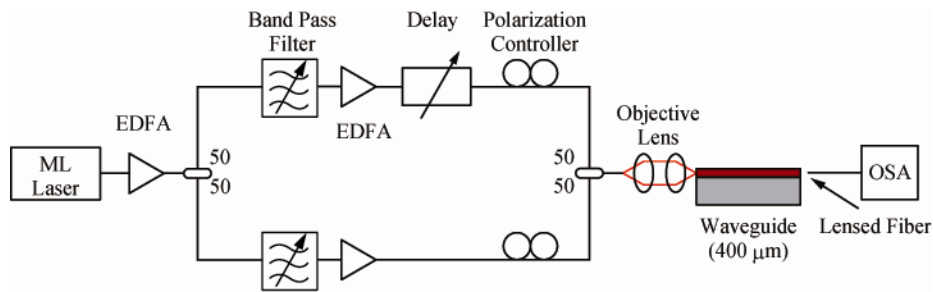 Band Pass
Filter
Delay
Polarization
Controller
EDFA
EDFA
ML
Laser
50
50
50
50
Objective
Lens
OSA
Waveguide
(400 μm)
Lensed Fiber